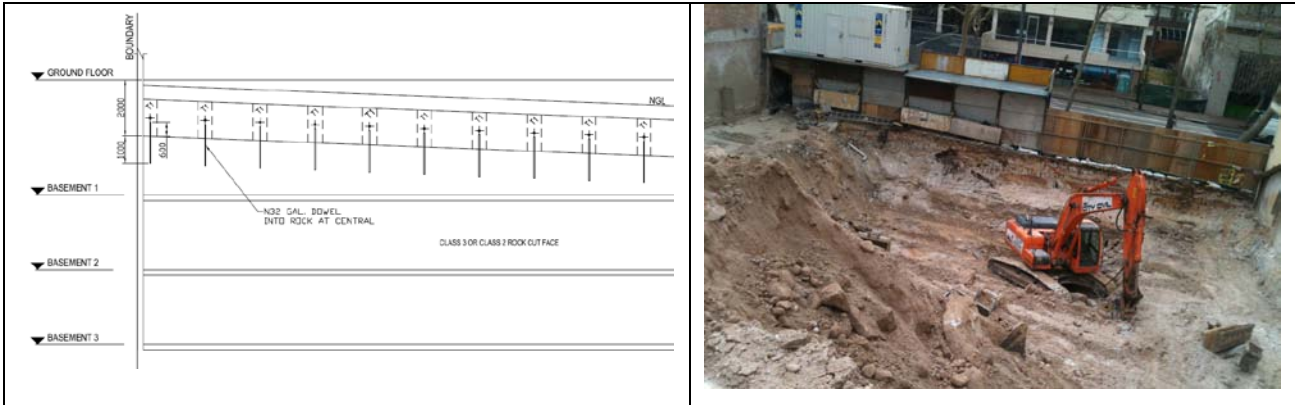 BOUNDARY
GROUND FLOOR
NGL
2000
600
1000
BASEMENT 1
N32 GAL. DOWEL
INTO ROCK AT CENTRAL
CLASS 3 OR CLASS 2 ROCK CUT FACE
BASEMENT 2
BASEMENT 3